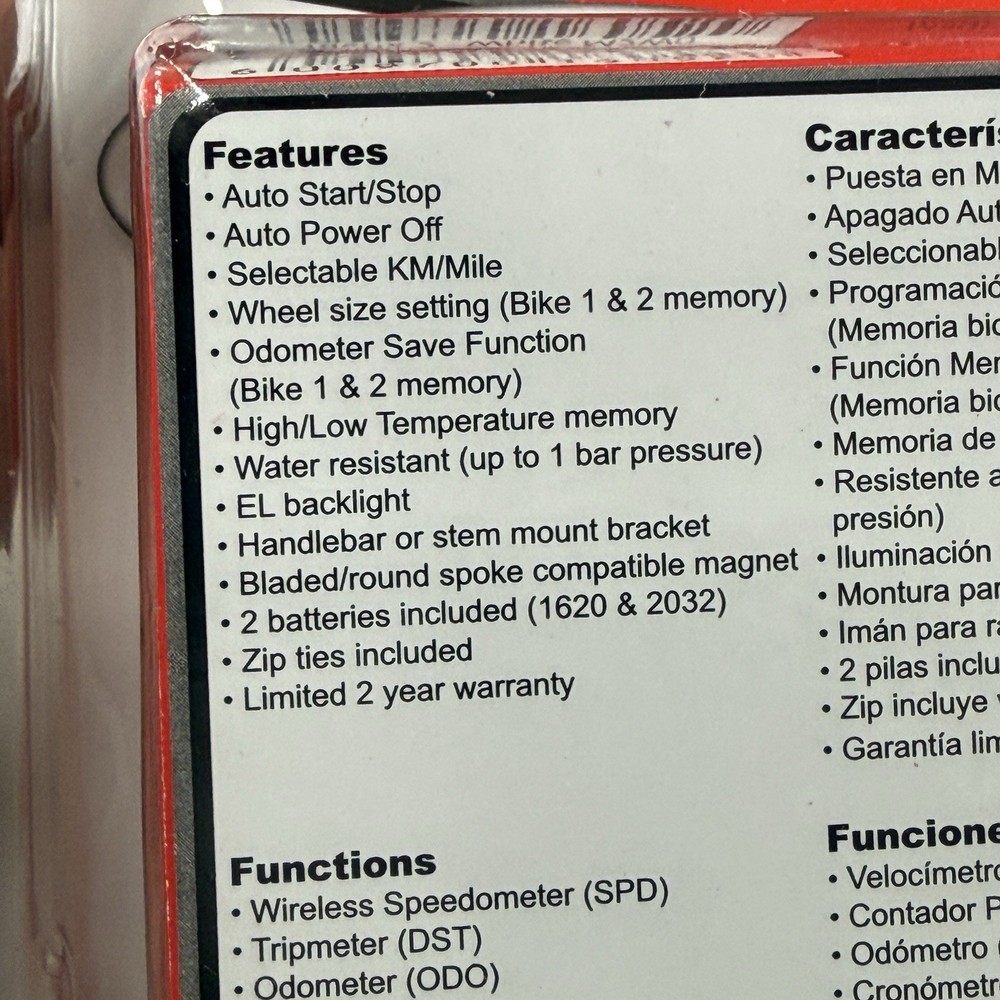 Features
• Auto Start/Stop
• Auto Power Off
• Selectable KM/Mile
• Wheel size setting (Bike 1 & 2 memory)
• Odometer Save Function
(Bike 1 & 2 memory)
• High/Low Temperature memory
• Water resistant (up to 1 bar pressure)
• EL backlight
• Handlebar or stem mount bracket
• Bladed/round spoke compatible magnet
• 2 batteries included (1620 & 2032)
• Zip ties included
• Limited 2 year warranty
Functions
• Wireless Speedometer (SPD)
• Tripmeter (DST)
• Odometer (ODO)
• Puesta en
• Apagado
•
• 
(Memoria
• Función
(Memoria
• Memoria de
• Resistente a
presión)
• Iluminación
• Montura
• Imán para
• 2 pilas
• Zip incluye
• Garantía
•
• Contador
• Odómetro